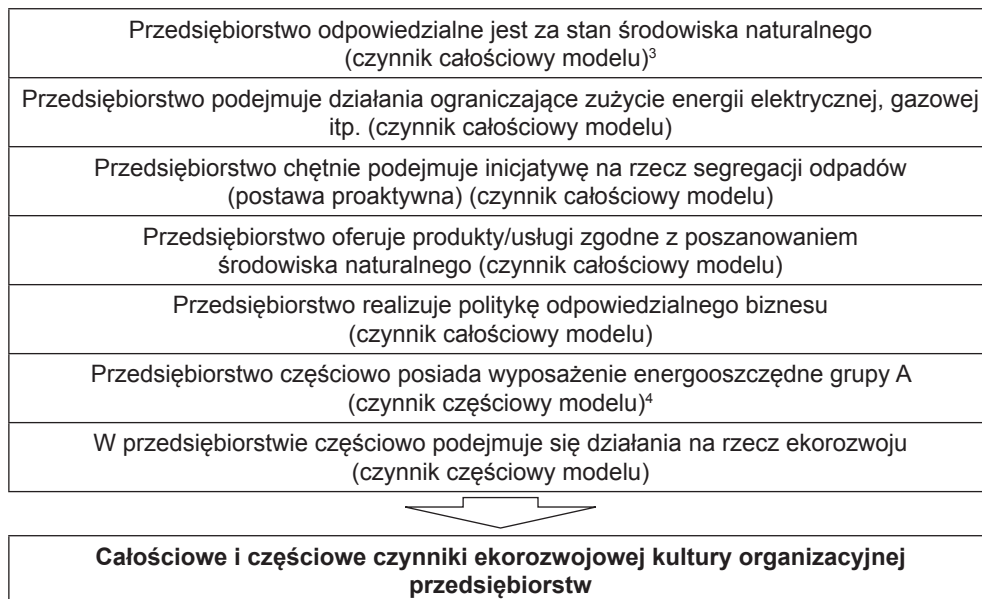 Przedsiębiorstwo odpowiedzialne jest za stan środowiska naturalnego
(czynnik całościowy modelu)³
Przedsiębiorstwo podejmuje działania ograniczające zużycie energii elektrycznej, gazowej
itp. (czynnik całościowy modelu)
Przedsiębiorstwo chętnie podejmuje inicjatywę na rzecz segregacji odpadów
(postawa proaktywna) (czynnik całościowy modelu)
Przedsiębiorstwo oferuje produkty/usługi zgodne z poszanowaniem
środowiska naturalnego (czynnik całościowy modelu)
Przedsiębiorstwo realizuje politykę odpowiedzialnego biznesu
(czynnik całościowy modelu)
Przedsiębiorstwo częściowo posiada wyposażenie energooszczędne grupy A
(czynnik częściowy modelu)⁴
W przedsiębiorstwie częściowo podejmuje się działania na rzecz ekorozwoju
(czynnik częściowy modelu)
Całościowe i częściowe czynniki ekorozwojowej kultury organizacyjnej
przedsiębiorstw